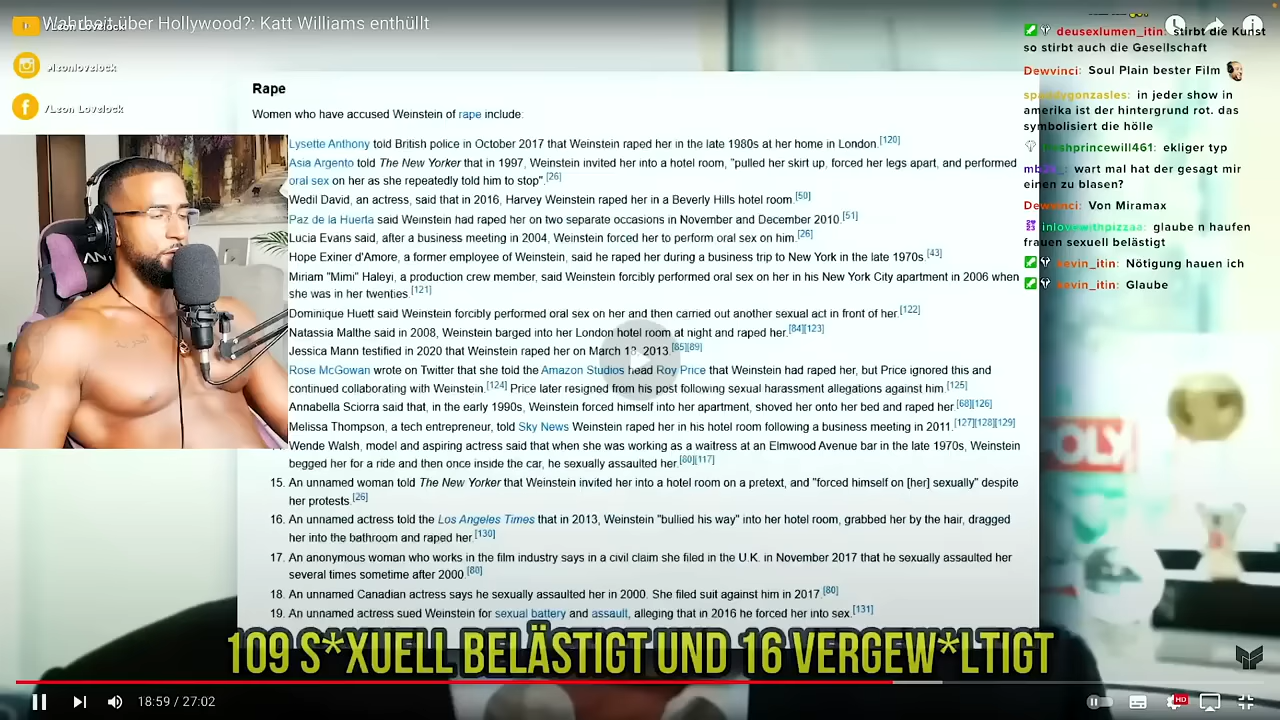 Wahrheit über Hollywood?: Katt Williams enthüllt
/Leon Lovelock
/leonlovelock
/Leon Lovelock
Rape
Women who have accused Weinstein of rape include:
Lysette Anthony told British police in October 2017 that Weinstein raped her in the late 1980s at her home in London.[120]
Asia Argento told The New Yorker that in 1997, Weinstein invited her into a hotel room, "pulled her skirt up, forced her legs apart, and performed
oral sex on her as she repeatedly told him to stop".[26]
Wedil David, an actress, said that in 2016, Harvey Weinstein raped her in a Beverly Hills hotel room.[50]
Paz de la Huerta said Weinstein had raped her on two separate occasions in November and December 2010.[51]
Lucia Evans said, after a business meeting in 2004, Weinstein forced her to perform oral sex on him.[26]
Hope Exiner d'Amore, a former employee of Weinstein, said he raped her during a business trip to New York in the late 1970s.[43]
Miriam "Mimi" Haleyi, a production crew member, said Weinstein forcibly performed oral sex on her in his New York City apartment in 2006 when
she was in her twenties.[121]
Dominique Huett said Weinstein forcibly performed oral sex on her and then carried out another sexual act in front of her.[122]
Natassia Malthe said in 2008, Weinstein barged into her London hotel room at night and raped her.[84][123]
Jessica Mann testified in 2020 that Weinstein raped her on March 18, 2013.[85][89]
Rose McGowan wrote on Twitter that she told the Amazon Studios head Roy Price that Weinstein had raped her, but Price ignored this and
continued collaborating with Weinstein.[124] Price later resigned from his post following sexual harassment allegations against him.[125]
Annabella Sciorra said that, in the early 1990s, Weinstein forced himself into her apartment, shoved her onto her bed and raped her.[68][126]
Melissa Thompson, a tech entrepreneur, told Sky News Weinstein raped her in his hotel room following a business meeting in 2011.[127][128][129]
Wende Walsh, model and aspiring actress said that when she was working as a waitress at an Elmwood Avenue bar in the late 1970s, Weinstein
begged her for a ride and then once inside the car, he sexually assaulted her.[80][117]
15. An unnamed woman told The New Yorker that Weinstein invited her into a hotel room on a pretext, and "forced himself on [her] sexually" despite
her protests.[26]
16. An unnamed actress told the Los Angeles Times that in 2013, Weinstein "bullied his way" into her hotel room, grabbed her by the hair, dragged
her into the bathroom and raped her.[130]
17. An anonymous woman who works in the film industry says in a civil claim she filed in the U.K. in November 2017 that he sexually assaulted her
several times sometime after 2000.[80]
18. An unnamed Canadian actress says he sexually assaulted her in 2000. She filed suit against him in 2017.[80]
19. An unnamed actress sued Weinstein for sexual battery and assault, alleging that in 2016 he forced her into sex.[131]
deusexlumen_itin: stirbt die Kunst
so stirbt auch die Gesellschaft
Dewvinci: Soul Plain bester Film
speedygonzasles: in jeder show in
amerika ist der hintergrund rot. das
symbolisiert die hölle
freshprincewill461: ekliger typ
wart mal hat der gesagt mir
einen zu blasen?
Dewvinci: Von Miramax
inlovewithpizzaa: glaube n haufen
frauen sexuell belästigt
kevin_itin: Nötigung hauen ich
kevin_itin: Glaube
109 S*XUELL BELÄSTIGT UND 16 VERGEW*LTIGT
18:59 / 27:02
HD